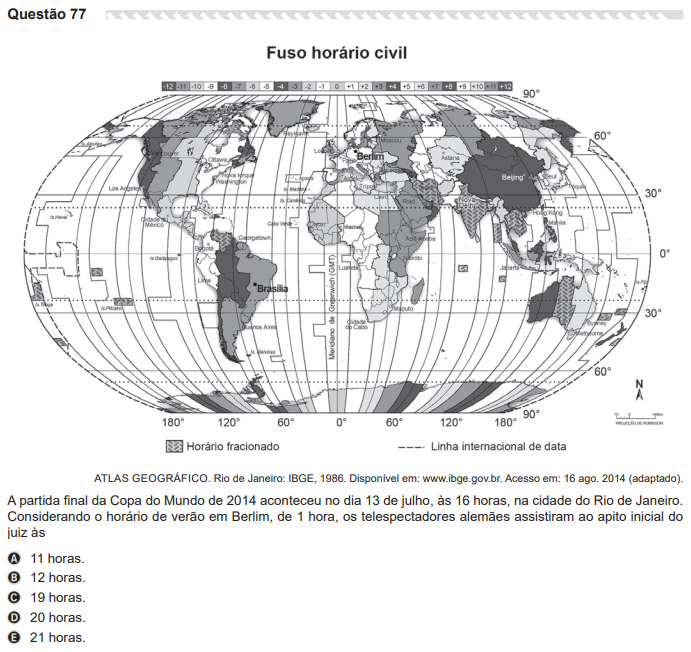 Questão 77
Fuso horário civil
-12 -11 -10 -9 -8 -7 -6 -5 -4 -3 -2 -1 0 +1 +2 +3 +4 +5 +6 +7 +8 +9 +10 +11 +12
90°
60°
30°
0°
30°
60°
90°
Ottawa
Nova Iorque
Washington
Los Angeles
Cidade do México
Is. Havaí
Is. Galápagos
Bogotá
Georgetown
Lima
Brasília
Buenos Aires
Is. Malvinas
Is. Pitcairn
Is. Madeira
Is. Canárias
Cabo Verde
Reykjavik
Berlim
Moscou
Astana
Beijing
Seul
Hong Kong
Manila
Jacarta
Sydney
Melbourne
Cairo
Riad
Adis Abeba
Nairóbi
Luanda
Maputo
Cidade do Cabo
Meridiano de Greenwich (GMT)
180° 120° 60° 0° 60° 120° 180°
N
PROJEÇÃO DE ROBINSON
Horário fracionado
Linha internacional de data
ATLAS GEOGRÁFICO. Rio de Janeiro: IBGE, 1986. Disponível em: www.ibge.gov.br. Acesso em: 16 ago. 2014 (adaptado).
A partida final da Copa do Mundo de 2014 aconteceu no dia 13 de julho, às 16 horas, na cidade do Rio de Janeiro.
Considerando o horário de verão em Berlim, de 1 hora, os telespectadores alemães assistiram ao apito inicial do
juiz às
A 11 horas.
B 12 horas.
C 19 horas.
D 20 horas.
E 21 horas.